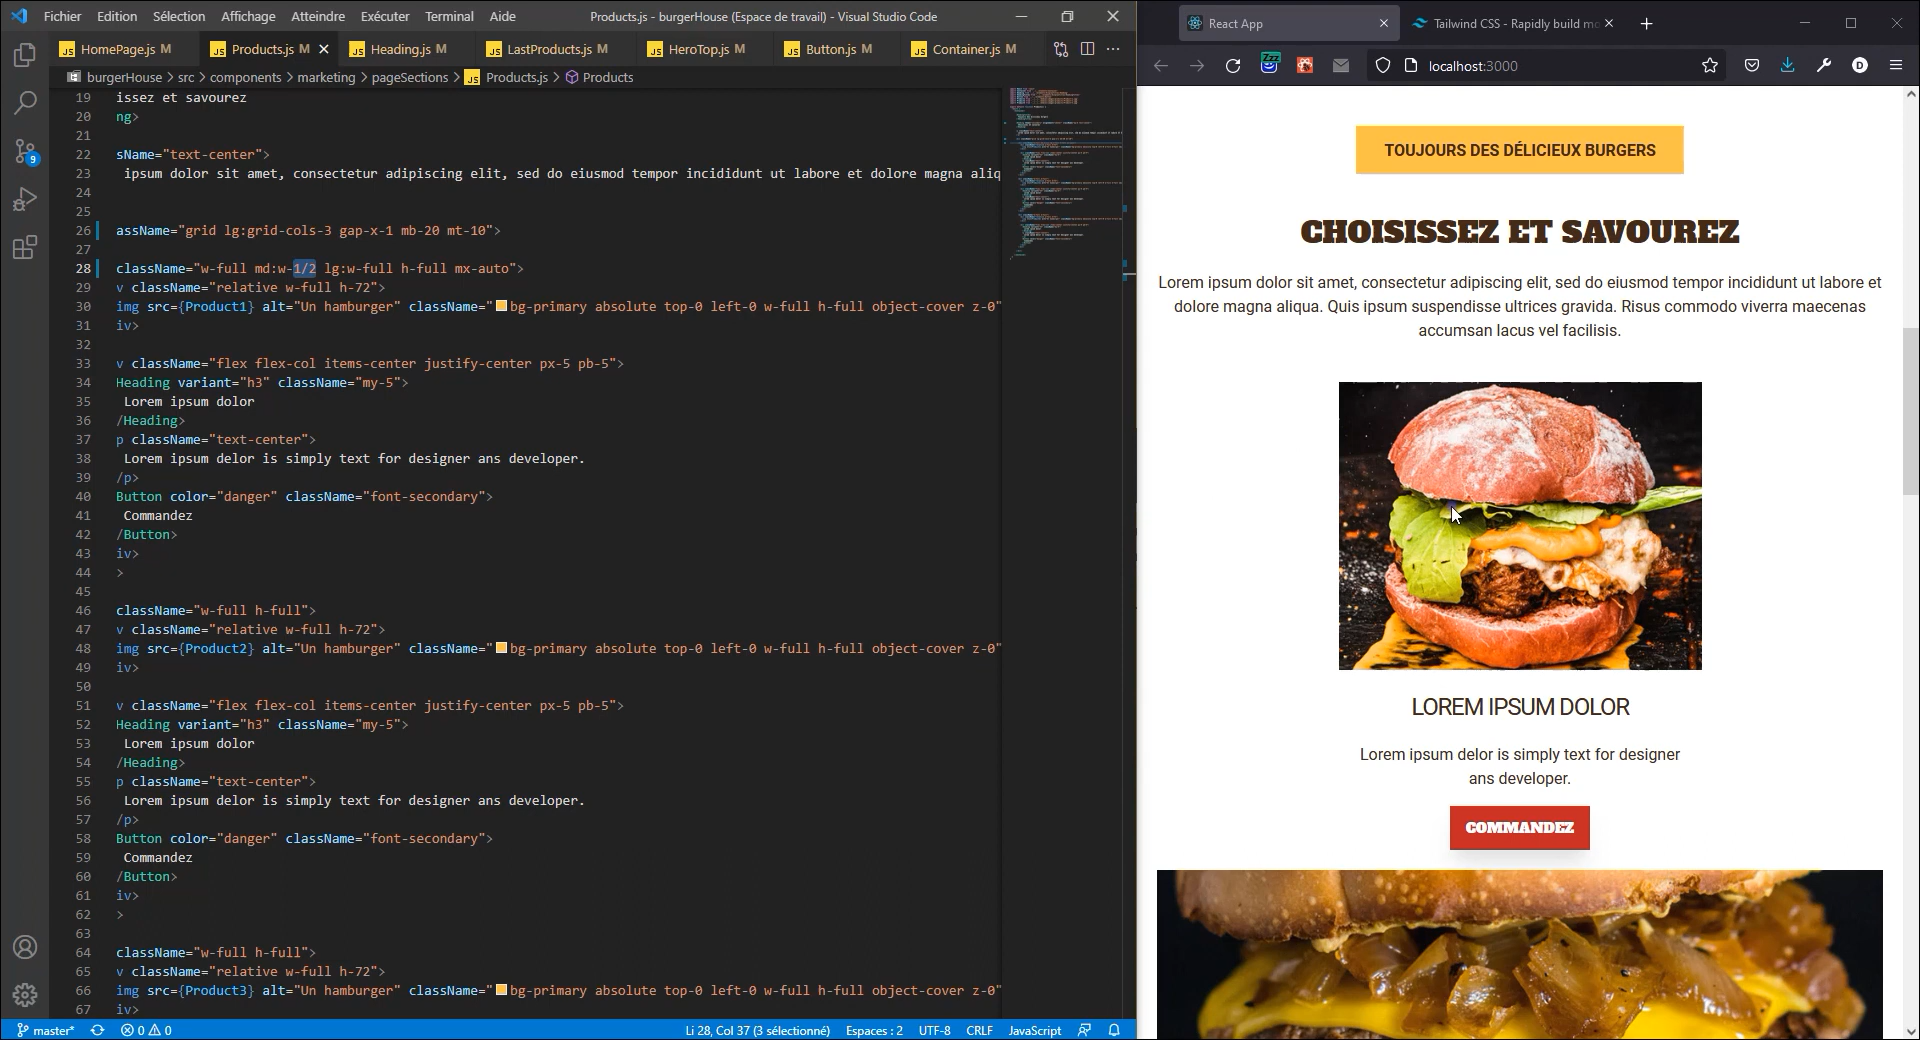 Fichier Edition Sélection Affichage Atteindre Exécuter Terminal Aide Products.js - burgerHouse (Espace de travail) - Visual Studio Code
JS HomePage.js M JS Products.js M JS Heading.js M JS LastProducts.js M JS HeroTop.js M JS Button.js M JS Container.js M
burgerHouse > src > components > marketing > pageSections > JS Products.js > Products
19 issez et savourez
20 ng>
21
22 sName="text-center">
23 ipsum dolor sit amet, consectetur adipiscing elit, sed do eiusmod tempor incididunt ut labore et dolore magna aliq
24
25
26 assName="grid lg:grid-cols-3 gap-x-1 mb-20 mt-10">
27
28 className="w-full md:w-1/2 lg:w-full h-full mx-auto">
29 v className="relative w-full h-72">
30 img src={Product1} alt="Un hamburger" className="bg-primary absolute top-0 left-0 w-full h-full object-cover z-0"
31 iv>
32
33 v className="flex flex-col items-center justify-center px-5 pb-5">
34 Heading variant="h3" className="my-5">
35 Lorem ipsum dolor
36 /Heading>
37 p className="text-center">
38 Lorem ipsum delor is simply text for designer ans developer.
39 /p>
40 Button color="danger" className="font-secondary">
41 Commandez
42 /Button>
43 iv>
44 >
45
46 className="w-full h-full">
47 v className="relative w-full h-72">
48 img src={Product2} alt="Un hamburger" className="bg-primary absolute top-0 left-0 w-full h-full object-cover z-0"
49 iv>
50
51 v className="flex flex-col items-center justify-center px-5 pb-5">
52 Heading variant="h3" className="my-5">
53 Lorem ipsum dolor
54 /Heading>
55 p className="text-center">
56 Lorem ipsum delor is simply text for designer ans developer.
57 /p>
58 Button color="danger" className="font-secondary">
59 Commandez
60 /Button>
61 iv>
62 >
63
64 className="w-full h-full">
65 v className="relative w-full h-72">
66 img src={Product3} alt="Un hamburger" className="bg-primary absolute top-0 left-0 w-full h-full object-cover z-0"
67 iv>
9
master* 0 0 Li 28, Col 37 (3 sélectionné) Espaces : 2 UTF-8 CRLF JavaScript
React App Tailwind CSS - Rapidly build mo
localhost:3000
Zzz
D
TOUJOURS DES DÉLICIEUX BURGERS
CHOISISSEZ ET SAVOUREZ
Lorem ipsum dolor sit amet, consectetur adipiscing elit, sed do eiusmod tempor incididunt ut labore et
dolore magna aliqua. Quis ipsum suspendisse ultrices gravida. Risus commodo viverra maecenas
accumsan lacus vel facilisis.
LOREM IPSUM DOLOR
Lorem ipsum delor is simply text for designer
ans developer.
COMMANDEZ